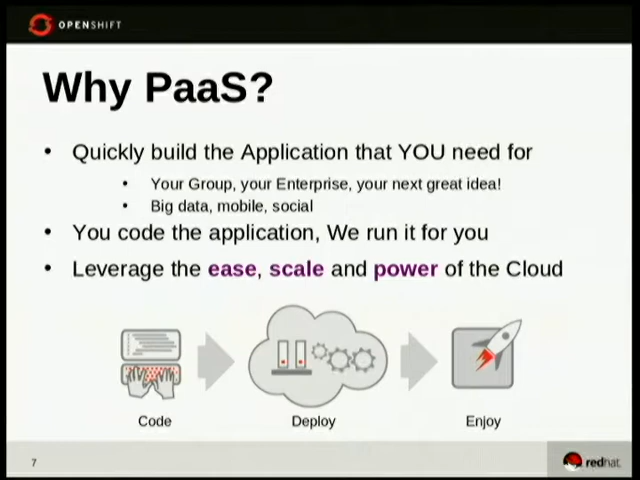 OPENSHIFT
Why PaaS?
• Quickly build the Application that YOU need for
• Your Group, your Enterprise, your next great idea!
• Big data, mobile, social
• You code the application, We run it for you
• Leverage the ease, scale and power of the Cloud
Code Deploy Enjoy
7
redhat.